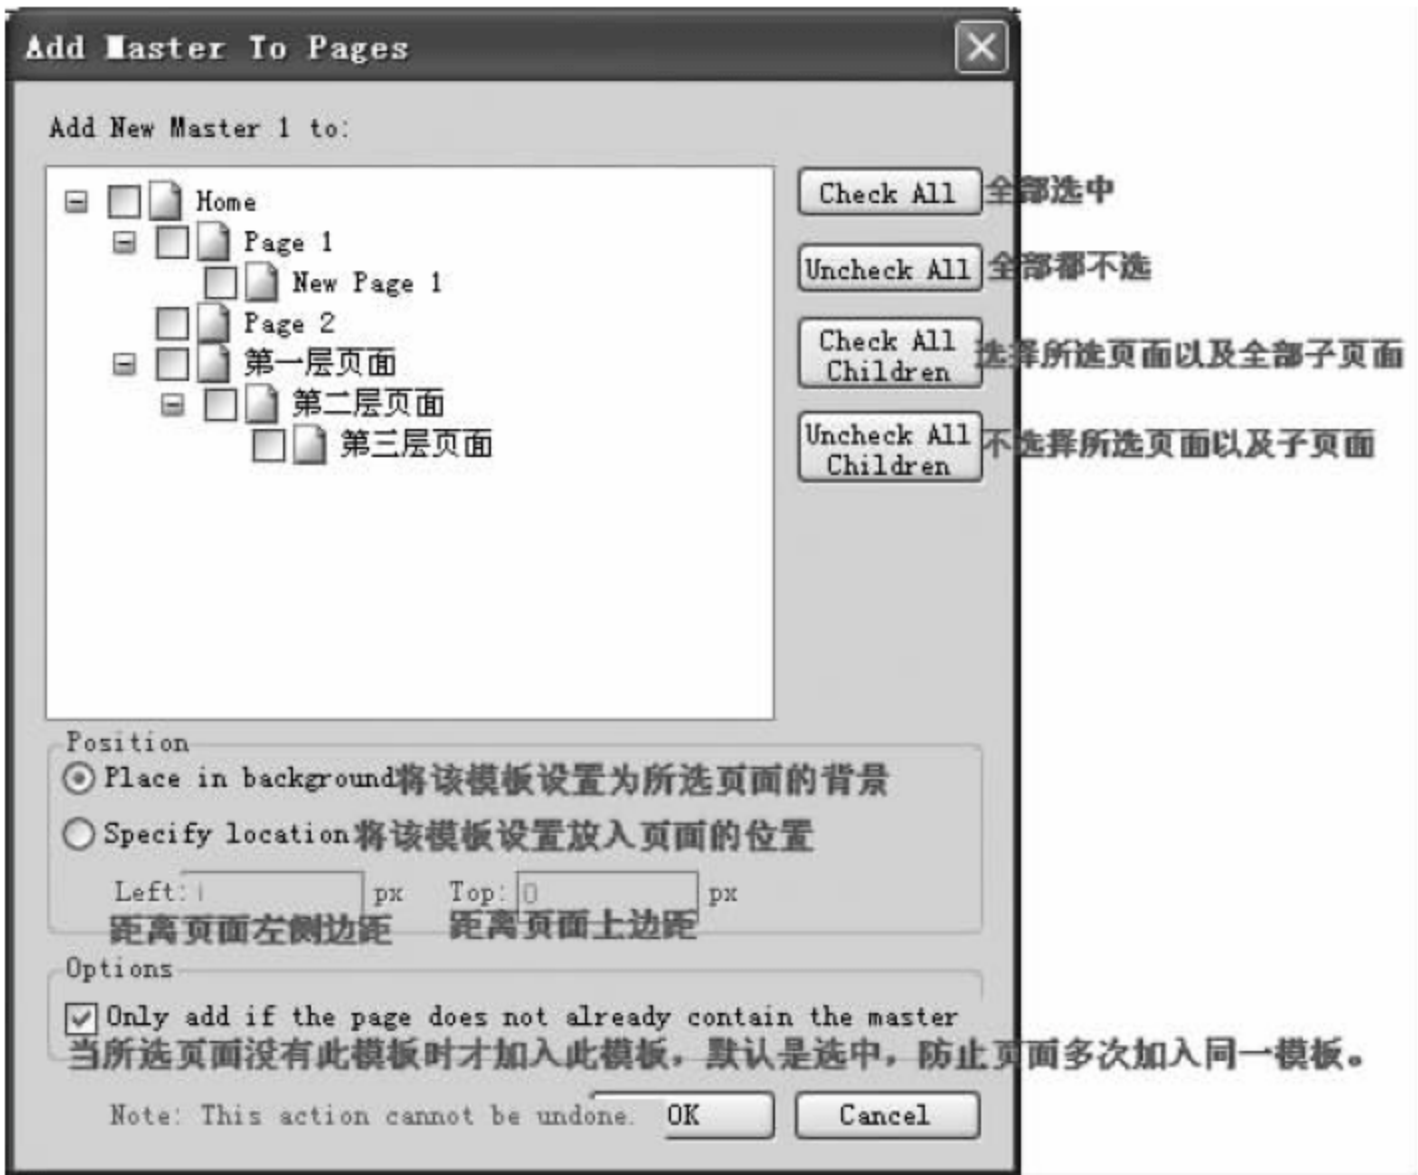 Add Master To Pages
Add New Master 1 to:
Home
Page 1
New Page 1
Page 2
第一层页面
第二层页面
第三层页面
Check All 全部选中
Uncheck All 全部都不选
Check All
Children
选择所选页面以及全部子页面
Uncheck All
Children
不选择所选页面以及子页面
Position
Place in background 将该模板设置为所选页面的背景
Specify location 将该模板设置放入页面的位置
Left: px Top: 0 px
距离页面左侧边距 距离页面上边距
Options
Only add if the page does not already contain the master
当所选页面没有此模板时才加入此模板，默认是选中，防止页面多次加入同一模板。
Note: This action cannot be undone. OK Cancel